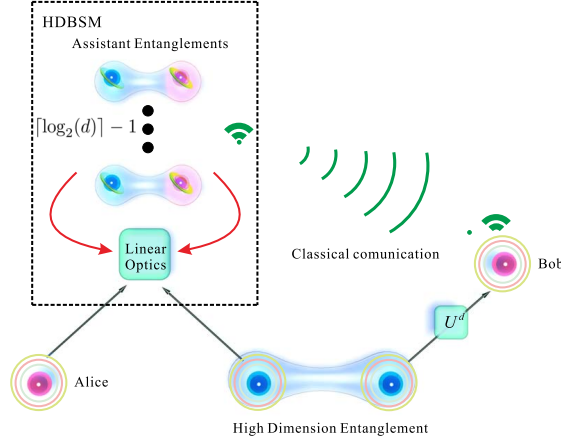 HDBSM
Assistant Entanglements
⌈log₂(d)⌉ − 1
Linear
Optics
Classical comunication
Bob
U^d
Alice
High Dimension Entanglement